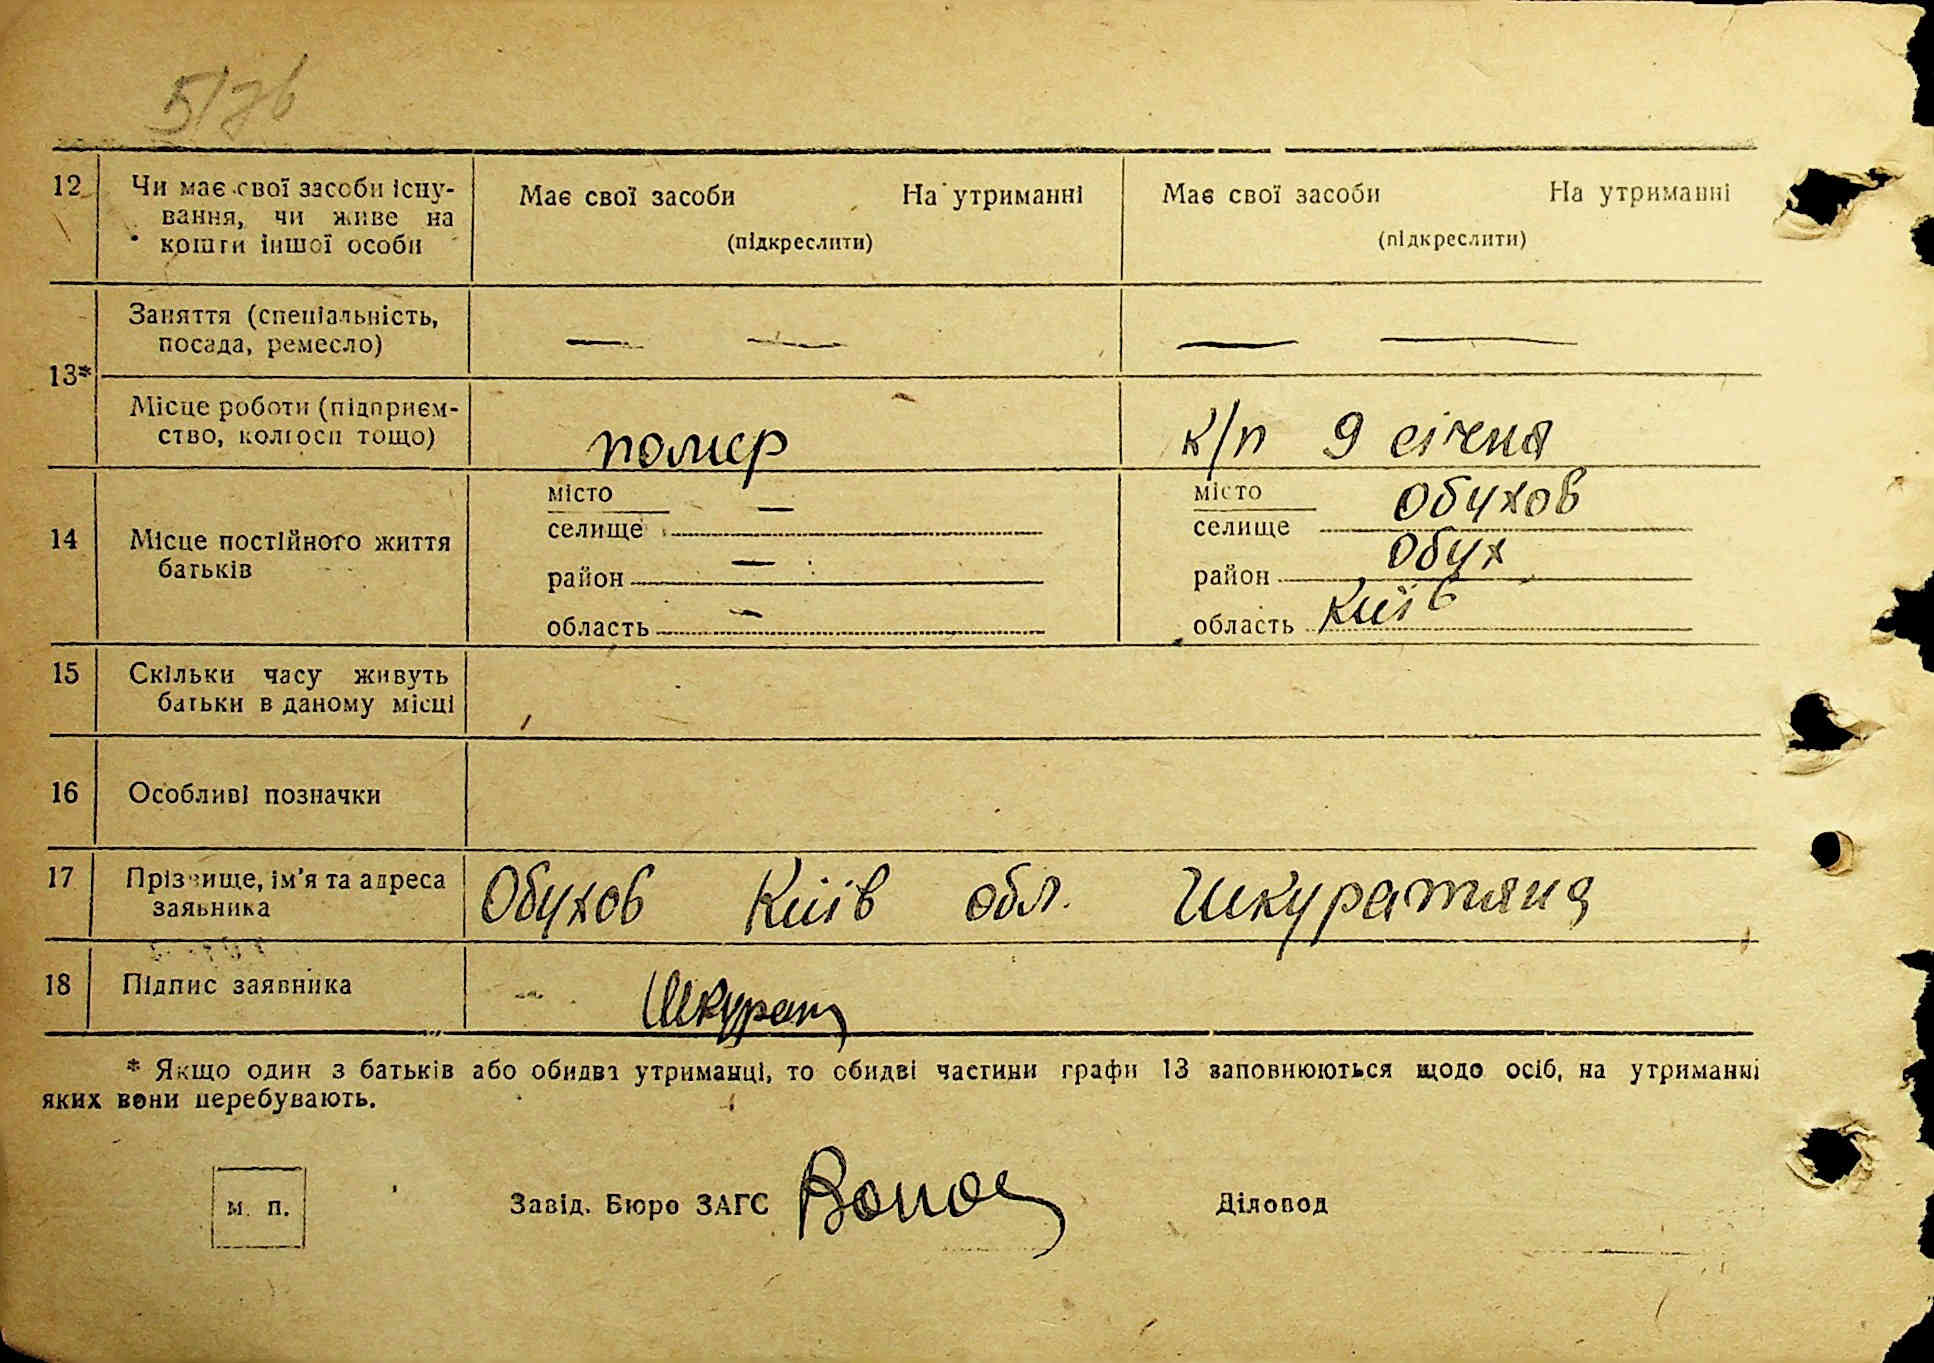 12 Чи має свої засоби існу- Має свої засоби На утриманні Має свої засоби На утриманні
вання, чи живе на
кошти іншої особи (підкреслити) (підкреслити)
Заняття (спеціальність, — — — —
посада, ремесло)
13*
Місце роботи (підприєм- помер к/п 9 січня
ство, колгосп тощо)
місто — місто Обухов
селище селище
14 Місце постійного життя
батьків район — район Обух
область — область Київ
15 Скільки часу живуть
батьки в даному місці
16 Особливі позначки
17 Прізвище, ім'я та адреса Обухов Київ обл. Шкуратяна
заявника
18 Підпис заявника Шкурат
* Якщо один з батьків або обидва утриманці, то обидві частини графи 13 заповнюються щодо осіб, на утриманні
яких вони перебувають.
м. п. Завід. Бюро ЗАГС Діловод